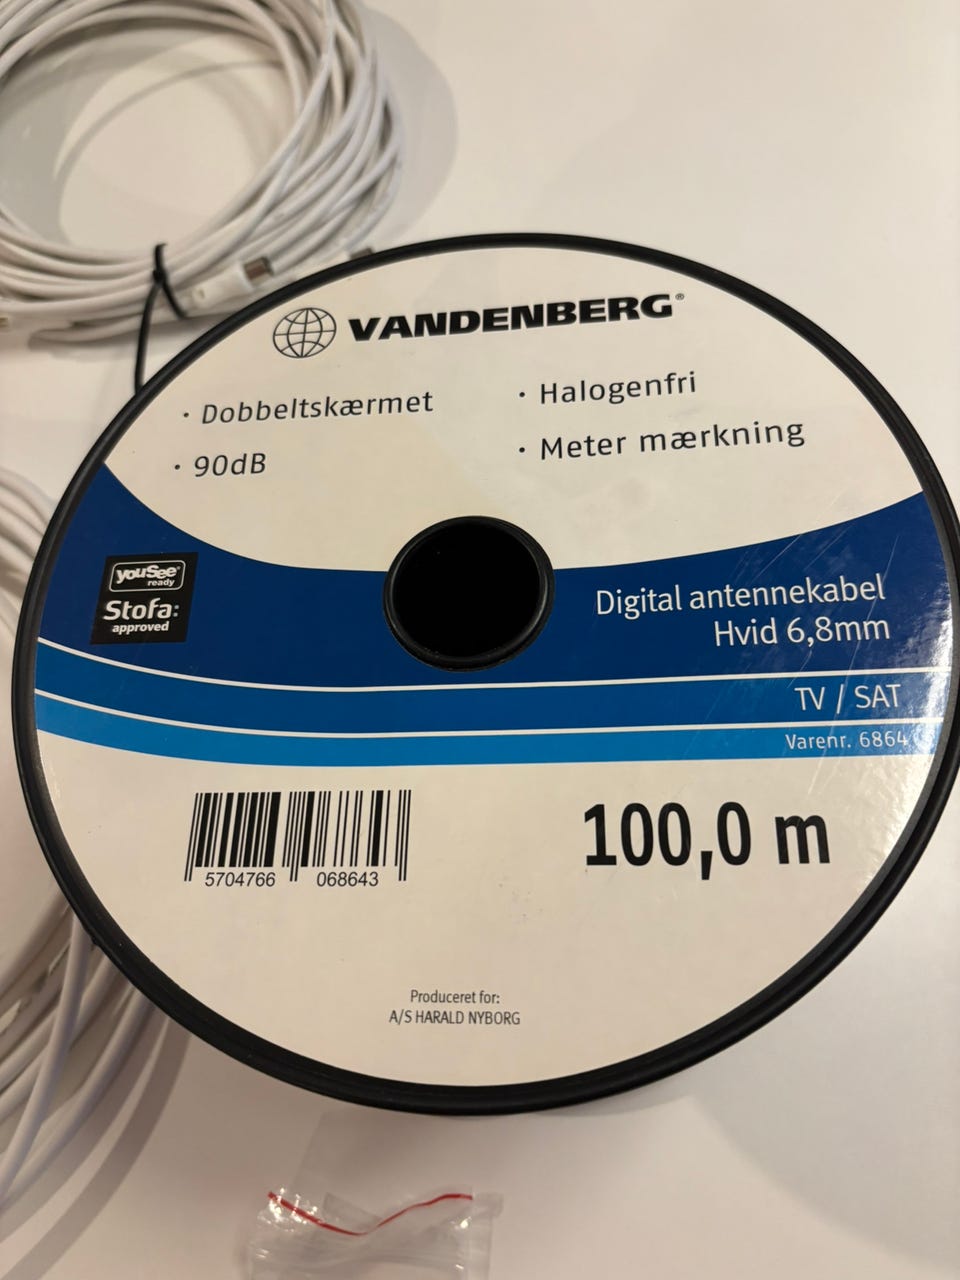 VANDENBERG®
· Dobbeltskærmet
· Halogenfri
· 90dB
· Meter mærkning
youSee®
ready
Stofa:
approved
Digital antennekabel
Hvid 6,8mm
TV / SAT
Varenr. 6864
5704766 068643
100,0 m
Produceret for:
A/S HARALD NYBORG